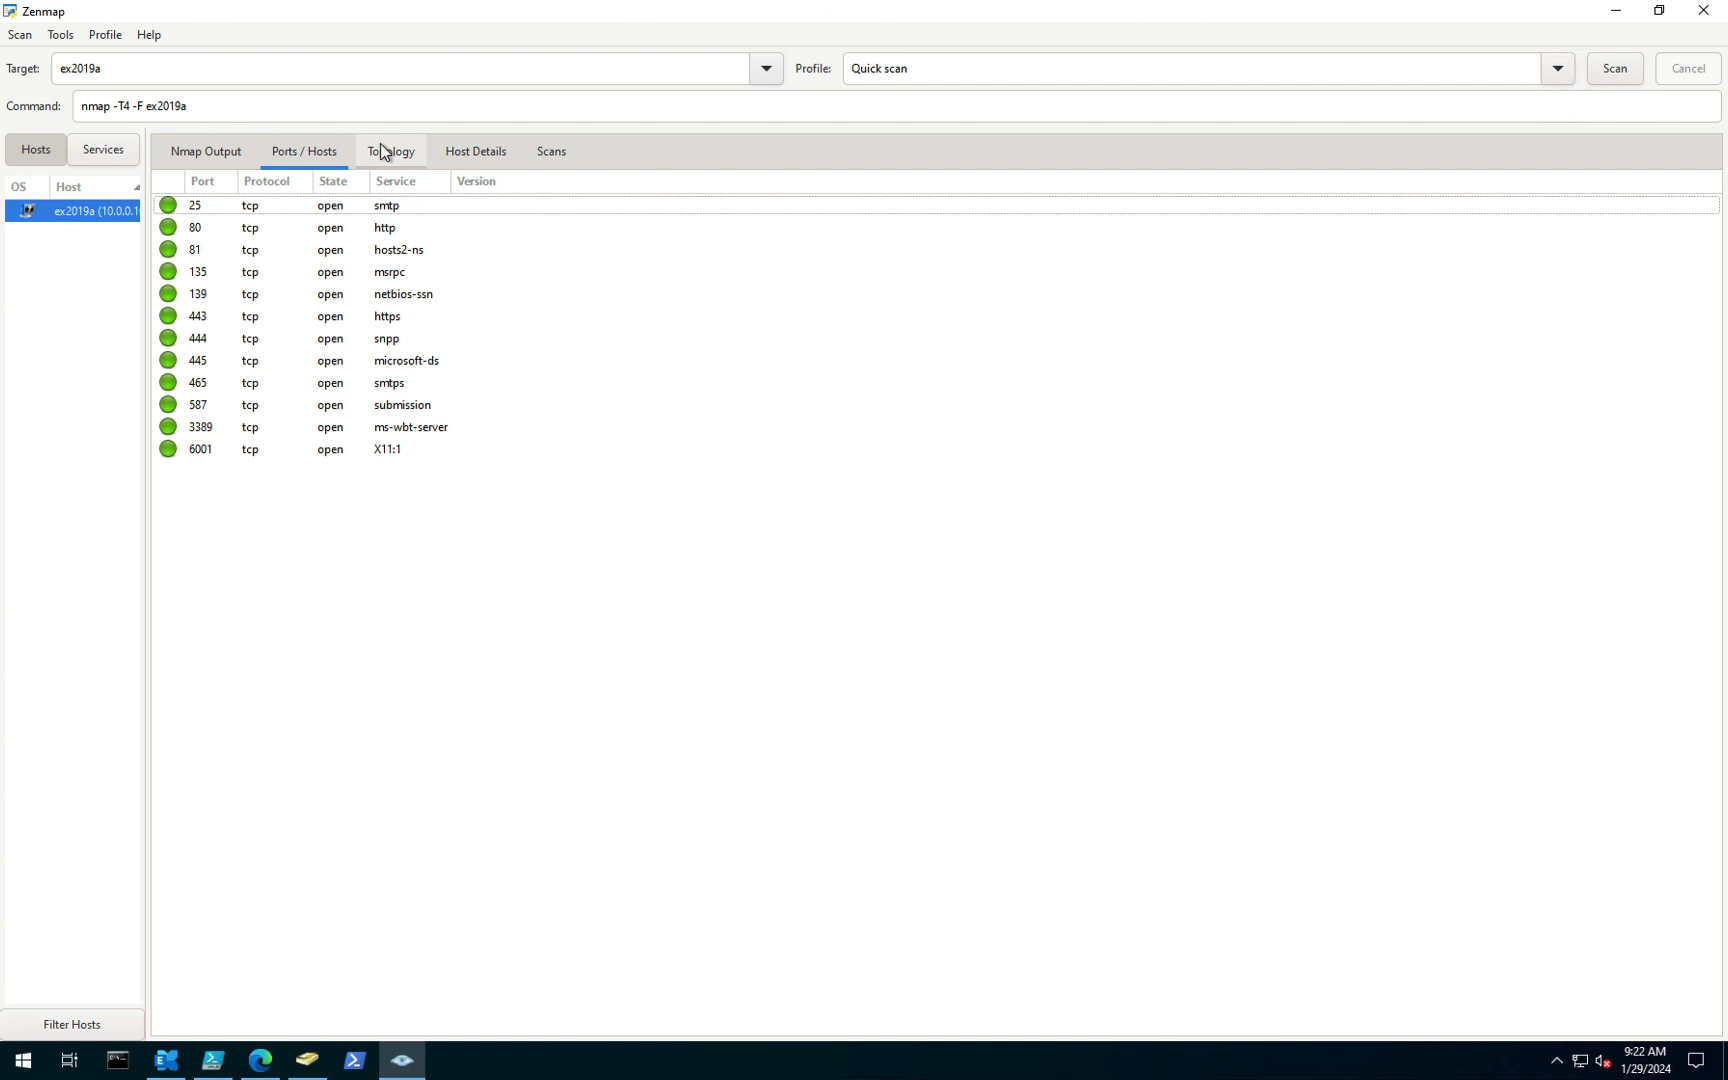 Zenmap
Scan Tools Profile Help
Target: ex2019a Profile: Quick scan Scan Cancel
Command: nmap -T4 -F ex2019a
Hosts Services Nmap Output Ports / Hosts Topology Host Details Scans
OS Host Port Protocol State Service Version
ex2019a (10.0.0.1
25 tcp open smtp
80 tcp open http
81 tcp open hosts2-ns
135 tcp open msrpc
139 tcp open netbios-ssn
443 tcp open https
444 tcp open snpp
445 tcp open microsoft-ds
465 tcp open smtps
587 tcp open submission
3389 tcp open ms-wbt-server
6001 tcp open X11:1
Filter Hosts
9:22 AM
1/29/2024